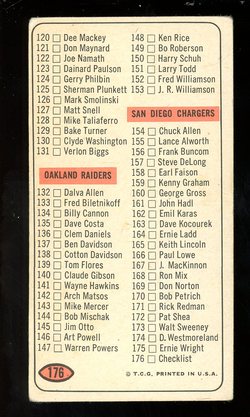 120 Dee Mackey
121 Don Maynard
122 Joe Namath
123 Dainard Paulson
124 Gerry Philbin
125 Sherman Plunkett
126 Mark Smolinski
127 Matt Snell
128 Mike Taliaferro
129 Bake Turner
130 Clyde Washington
131 Verlon Biggs
OAKLAND RAIDERS
132 Dalva Allen
133 Fred Biletnikoff
134 Billy Cannon
135 Dave Costa
136 Clem Daniels
137 Ben Davidson
138 Cotton Davidson
139 Tom Flores
140 Claude Gibson
141 Wayne Hawkins
142 Arch Matsos
143 Mike Mercer
144 Bob Mischak
145 Jim Otto
146 Art Powell
147 Warren Powers
176
148 Ken Rice
149 Bo Roberson
150 Harry Schuh
151 Larry Todd
152 Fred Williamson
153 J. R. Williamson
SAN DIEGO CHARGERS
154 Chuck Allen
155 Lance Alworth
156 Frank Buncom
157 Steve DeLong
158 Earl Faison
159 Kenny Graham
160 George Gross
161 John Hadl
162 Emil Karas
163 Dave Kocourek
164 Ernie Ladd
165 Keith Lincoln
166 Paul Lowe
167 J. MacKinnon
168 Ron Mix
169 Don Norton
170 Bob Petrich
171 Rick Redman
172 Pat Shea
173 Walt Sweeney
174 D. Westmoreland
175 Ernie Wright
176 Checklist
© T.C.G. PRINTED IN U.S.A.